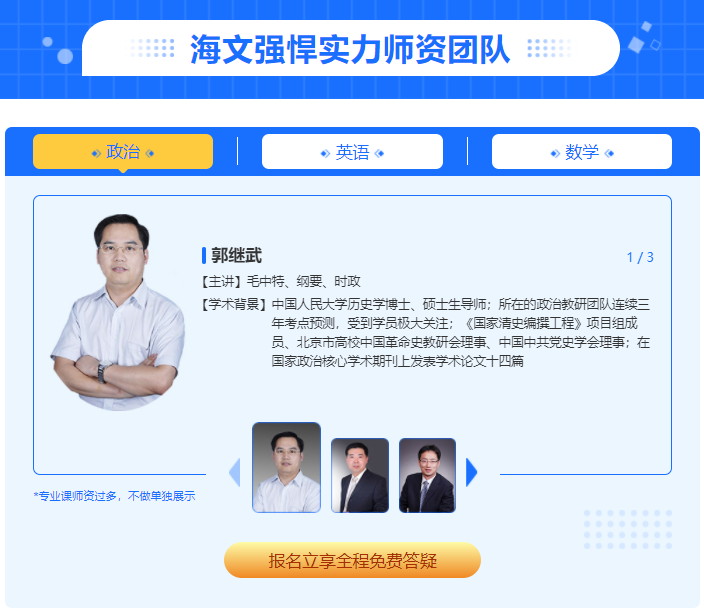 海文强悍实力师资团队
政治
英语
数学
郭继武
1 / 3
【主讲】毛中特、纲要、时政
【学术背景】中国人民大学历史学博士、硕士生导师；所在的政治教研团队连续三
年考点预测，受到学员极大关注；《国家清史编撰工程》项目组成
员、北京市高校中国革命史教研会理事、中国中共党史学会理事；在
国家政治核心学术期刊上发表学术论文十四篇
*专业课师资过多，不做单独展示
报名立享全程免费答疑